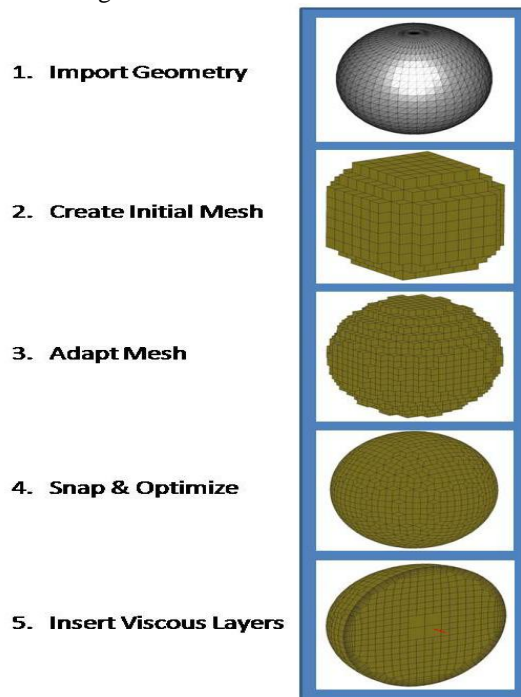 1. Import Geometry
2. Create Initial Mesh
3. Adapt Mesh
4. Snap & Optimize
5. Insert Viscous Layers